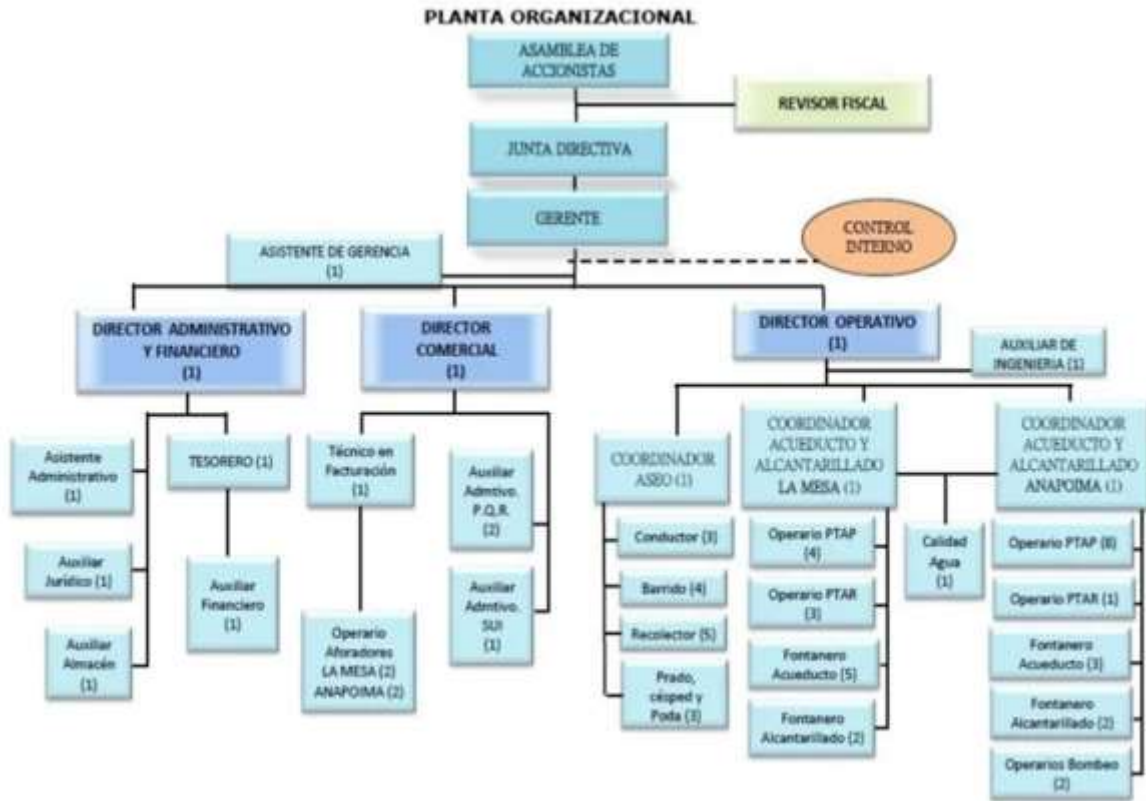 PLANTA ORGANIZACIONAL
ASAMBLEA DE
ACCIONISTAS
REVISOR FISCAL
JUNTA DIRECTIVA
GERENTE
CONTROL
INTERNO
ASISTENTE DE GERENCIA
(1)
DIRECTOR ADMINISTRATIVO
Y FINANCIERO
(1)
DIRECTOR
COMERCIAL
(1)
DIRECTOR OPERATIVO
(1)
AUXILIAR DE
INGENIERIA (1)
Asistente
Administrativo
(1)
TESORERO (1)
Auxiliar
Jurídico (1)
Auxiliar
Financiero
(1)
Auxiliar
Almacén
(1)
Técnico en
Facturación
(1)
Auxiliar
Admtivo.
P.Q.R.
(2)
Operario
Aforadores
LA MESA (2)
ANAPOIMA (2)
Auxiliar
Admtivo.
SUI
(1)
COORDINADOR
ASEO (1)
Conductor (3)
Barrido (4)
Recolector (5)
Prado,
césped y
Poda (3)
COORDINADOR
ACUEDUCTO Y
ALCANTARILLADO
LA MESA (1)
Operario PTAP
(4)
Operario PTAR
(3)
Fontanero
Acueducto (5)
Fontanero
Alcantarillado (2)
Calidad
Agua
(1)
COORDINADOR
ACUEDUCTO Y
ALCANTARILLADO
ANAPOIMA (1)
Operario PTAP (8)
Operario PTAR (1)
Fontanero
Acueducto (3)
Fontanero
Alcantarillado (2)
Operarios Bombeo
(2)